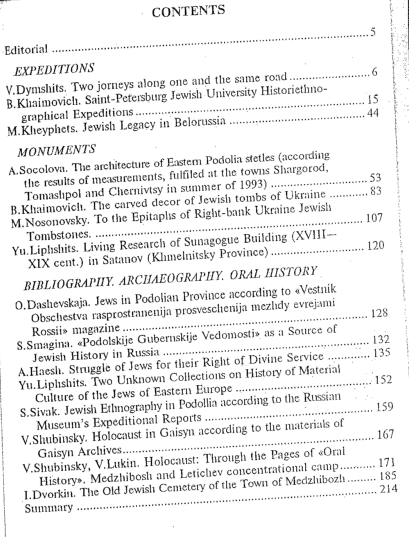 CONTENTS
Editorial ........ 5
EXPEDITIONS
V.Dymshits. Two jorneys along one and the same road ........ 6
B.Khaimovich. Saint-Petersburg Jewish University Historiethno-
graphical Expeditions ........ 15
M.Kheyphets. Jewish Legacy in Belorussia ........ 44
MONUMENTS
A.Socolova. The architecture of Eastern Podolia stetles (according
the results of measurements, fulfiled at the towns Shargorod,
Tomashpol and Chernivtsy in summer of 1993) ........ 53
B.Khaimovich. The carved decor of Jewish tombs of Ukraine ........ 83
M.Nosonovsky. To the Epitaphs of Right-bank Ukraine Jewish
Tombstones. ........ 107
Yu.Liphshits. Living Research of Sunagogue Building (XVIII—
XIX cent.) in Satanov (Khmelnitsky Province) ........ 120
BIBLIOGRAPHY. ARCHAEOGRAPHY. ORAL HISTORY
O.Dashevskaja. Jews in Podolian Province according to «Vestnik
Obschestva rasprostranenija prosveschenija mezhdy evrejami
Rossii» magazine ........ 128
S.Smagina. «Podolskije Gubernskije Vedomosti» as a Source of
Jewish History in Russia ........ 132
A.Haesh. Struggle of Jews for their Right of Divine Service ........ 135
Yu.Liphshits. Two Unknown Collections on History of Material
Culture of the Jews of Eastern Europe ........ 152
S.Sivak. Jewish Ethnography in Podollia according to the Russian
Museum's Expeditional Reports ........ 159
V.Shubinsky. Holocaust in Gaisyn according to the materials of
Gaisyn Archives ........ 167
V.Shubinsky, V.Lukin. Holocaust: Through the Pages of «Oral
History». Medzhibosh and Letichev concentrational camp ........ 171
I.Dvorkin. The Old Jewish Cemetery of the Town of Medzhibozh ........ 185
Summary ........ 214